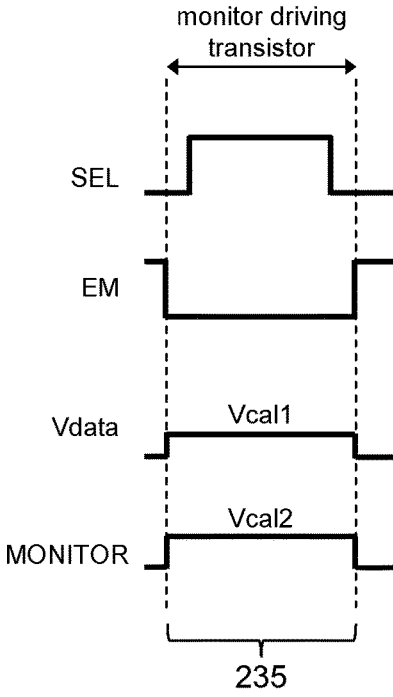 monitor driving
transistor
SEL
EM
Vcal1
Vdata
Vcal2
MONITOR
235